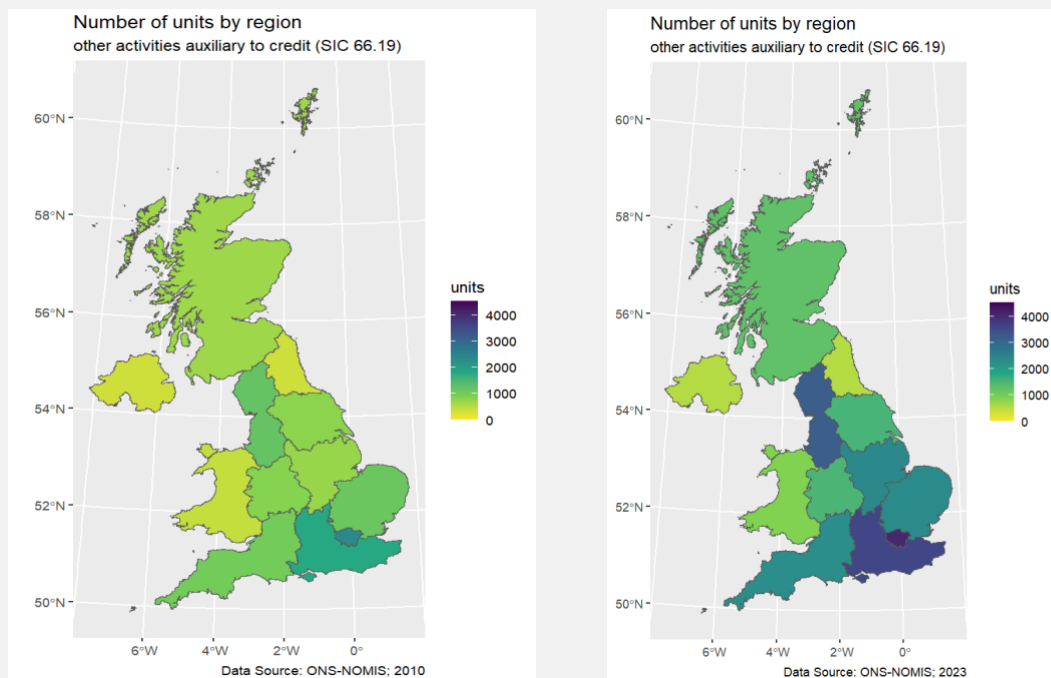 Number of units by region
other activities auxiliary to credit (SIC 66.19)
60°N
58°N
56°N
54°N
52°N
50°N
6°W
4°W
2°W
0°
units
4000
3000
2000
1000
0
Data Source: ONS-NOMIS; 2010
Number of units by region
other activities auxiliary to credit (SIC 66.19)
60°N
58°N
56°N
54°N
52°N
50°N
6°W
4°W
2°W
0°
units
4000
3000
2000
1000
0
Data Source: ONS-NOMIS; 2023